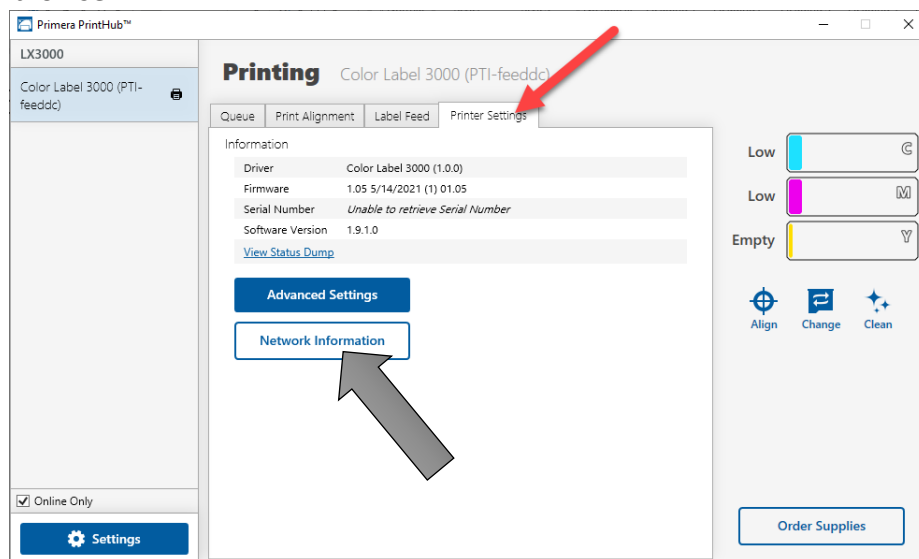 Primera PrintHub™
LX3000
Color Label 3000 (PTI-
feeddc)
Printing Color Label 3000 (PTI-feeddc)
Queue Print Alignment Label Feed Printer Settings
Information
Driver Color Label 3000 (1.0.0)
Firmware 1.05 5/14/2021 (1) 01.05
Serial Number Unable to retrieve Serial Number
Software Version 1.9.1.0
View Status Dump
Advanced Settings
Network Information
Low C
Low M
Empty Y
Align Change Clean
Online Only
Settings
Order Supplies